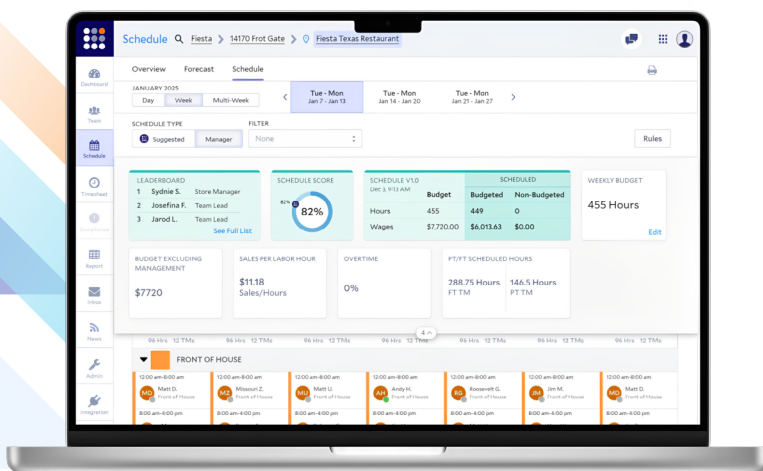 Schedule Fiesta > 14170 Frot Gate > Fiesta Texas Restaurant
Overview Forecast Schedule
JANUARY 2025
Day Week Multi-Week
< Tue - Mon Tue - Mon Tue - Mon >
Jan 7 - Jan 13 Jan 14 - Jan 20 Jan 21 - Jan 27
SCHEDULE TYPE FILTER
Suggested Manager None Rules
Dashboard
Team
Schedule
Timesheet
Report
Inbox
News
Admin
Integration
LEADERBOARD
1 Sydnie S. Store Manager
2 Josefina F. Team Lead
3 Jarod L. Team Lead
See Full List
SCHEDULE SCORE
82%
82%
SCHEDULE V1.0 SCHEDULED
Dec 3, 9:13 AM Budget Budgeted Non-Budgeted
Hours 455 449 0
Wages $7,720.00 $6,013.63 $0.00
WEEKLY BUDGET
455 Hours
Edit
BUDGET EXCLUDING
MANAGEMENT
$7720
SALES PER LABOR HOUR
$11.18
Sales/Hours
OVERTIME
0%
PT/FT SCHEDULED HOURS
288.75 Hours 146.5 Hours
FT TM PT TM
4
96 Hrs 12 TMs 96 Hrs 12 TMs 96 Hrs 12 TMs 96 Hrs 12 TMs 96 Hrs 12 TMs 96 Hrs 12 TMs 96 Hrs 12 TMs
FRONT OF HOUSE
12:00 am-8:00 am 12:00 am-8:00 am 12:00 am-8:00 am 12:00 am-8:00 am 12:00 am-8:00 am 12:00 am-8:00 am 12:00 am-8:00 am
MD Matt D. MZ Missouri Z. MU Matt U. AH Andy H. RG Roosevelt G. JM Jim M. MD Matt D.
Front of House Front of House Front of House Front of House Front of House Front of House Front of House
8:00 am-4:00 pm 8:00 am-4:00 pm 8:00 am-4:00 pm 8:00 am-4:00 pm 8:00 am-4:00 pm 8:00 am-4:00 pm 8:00 am-4:00 pm